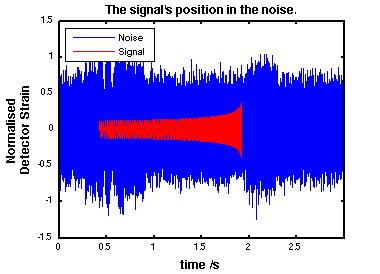 The signal's position in the noise.
1.5
Noise
Signal
1
0.5
0
-0.5
-1
-1.5
Normalised
Detector Strain
0 0.5 1 1.5 2 2.5
time /s